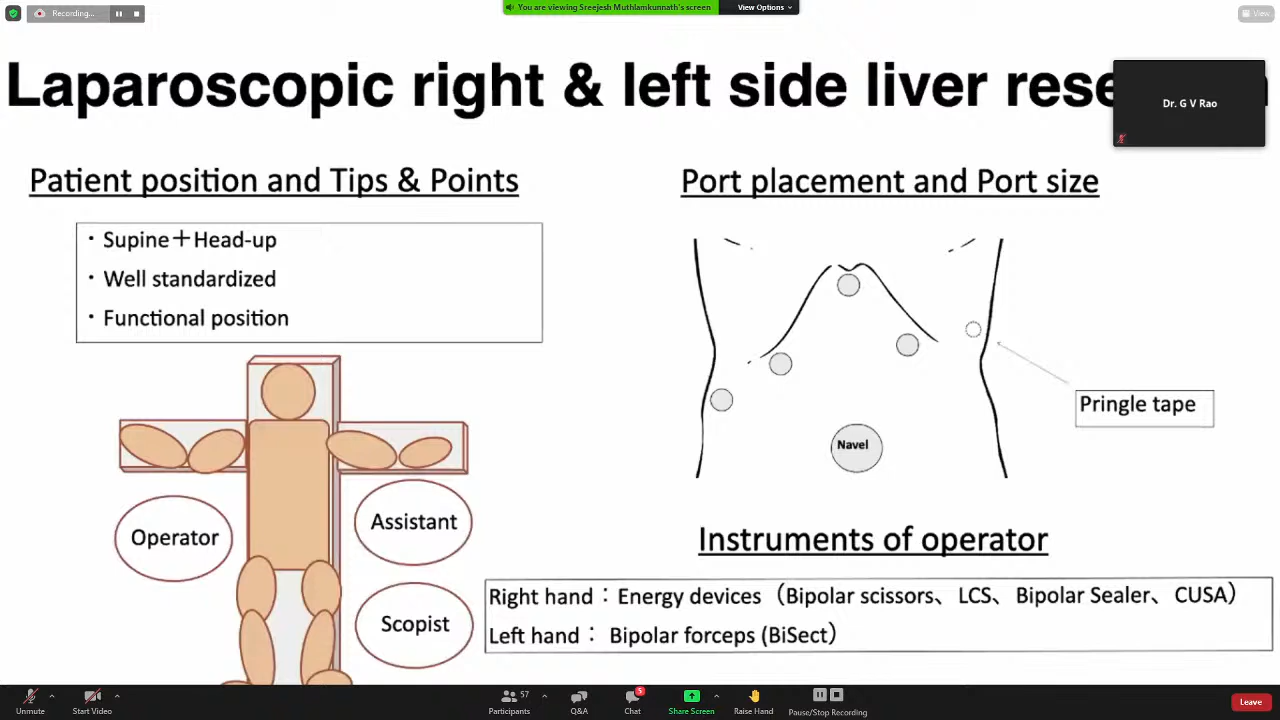 Recording...
You are viewing Sreejesh Muthlamkunnath's screen
View Options
View
Laparoscopic right & left side liver rese
Dr. G V Rao
Patient position and Tips & Points
・Supine＋Head-up
・Well standardized
・Functional position
Operator
Assistant
Scopist
Port placement and Port size
Navel
Pringle tape
Instruments of operator
Right hand：Energy devices（Bipolar scissors、LCS、Bipolar Sealer、CUSA）
Left hand： Bipolar forceps (BiSect）
Unmute
Start Video
57
Participants
Q&A
5
Chat
Share Screen
Raise Hand
Pause/Stop Recording
Leave